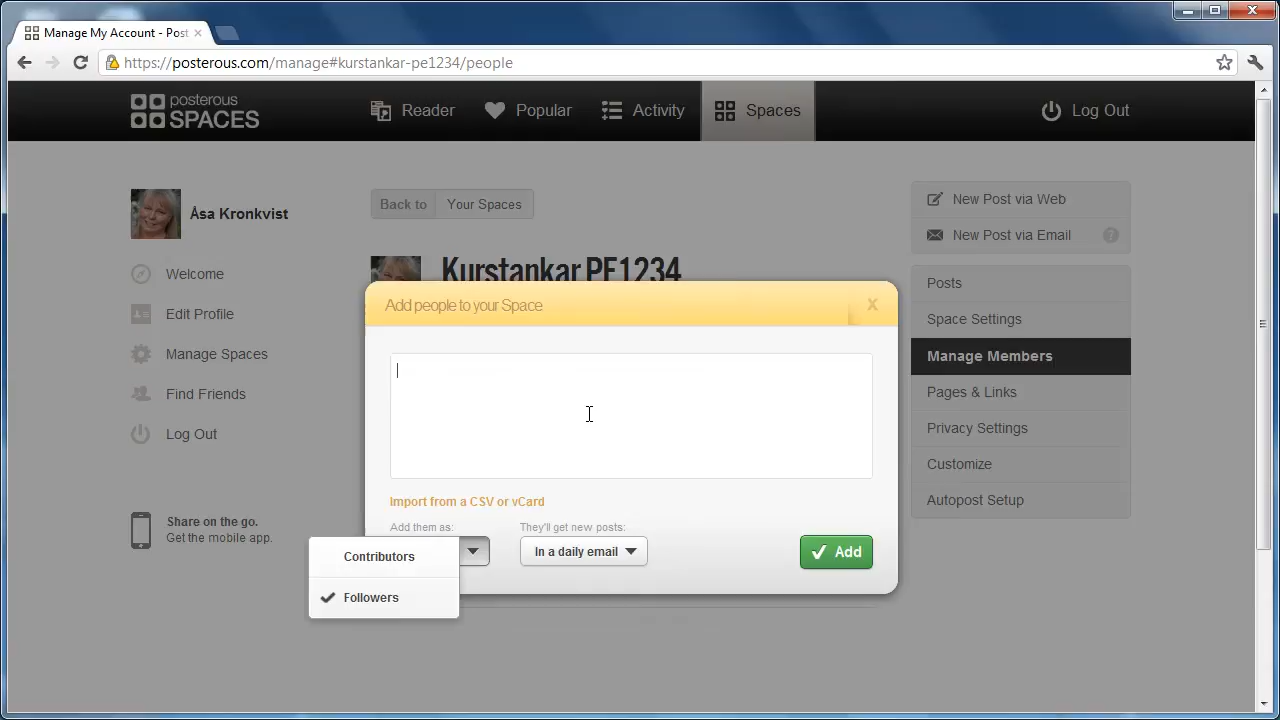 Manage My Account - Post
https://posterous.com/manage#kurstankar-pe1234/people
posterous
SPACES
Reader
Popular
Activity
Spaces
Log Out
Åsa Kronkvist
Welcome
Edit Profile
Manage Spaces
Find Friends
Log Out
Share on the go.
Get the mobile app.
Back to
Your Spaces
Kurstankar PE1234
Add people to your Space
X
Import from a CSV or vCard
Add them as:
They'll get new posts:
Contributors
Followers
In a daily email
Add
New Post via Web
New Post via Email
?
Posts
Space Settings
Manage Members
Pages & Links
Privacy Settings
Customize
Autopost Setup